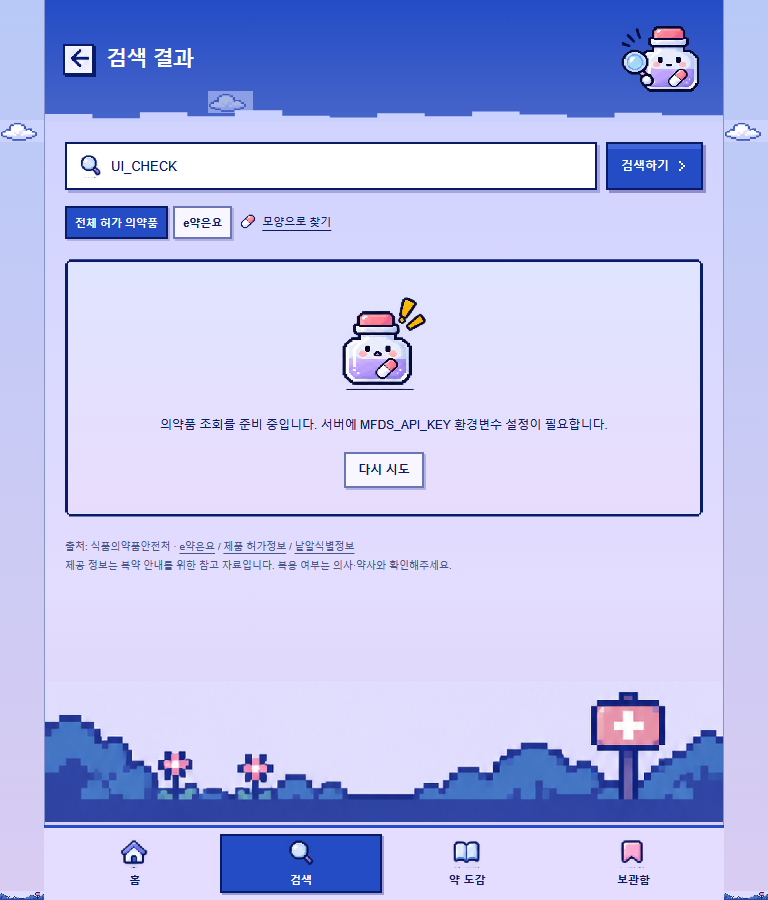 검색 결과
UI_CHECK
검색하기
전체 허가 의약품
e약은요
모양으로 찾기
의약품 조회를 준비 중입니다. 서버에 MFDS_API_KEY 환경변수 설정이 필요합니다.
다시 시도
출처: 식품의약품안전처 · e약은요 / 제품 허가정보 / 낱알식별정보
제공 정보는 복약 안내를 위한 참고 자료입니다. 복용 여부는 의사·약사와 확인해주세요.
홈
검색
약 도감
보관함